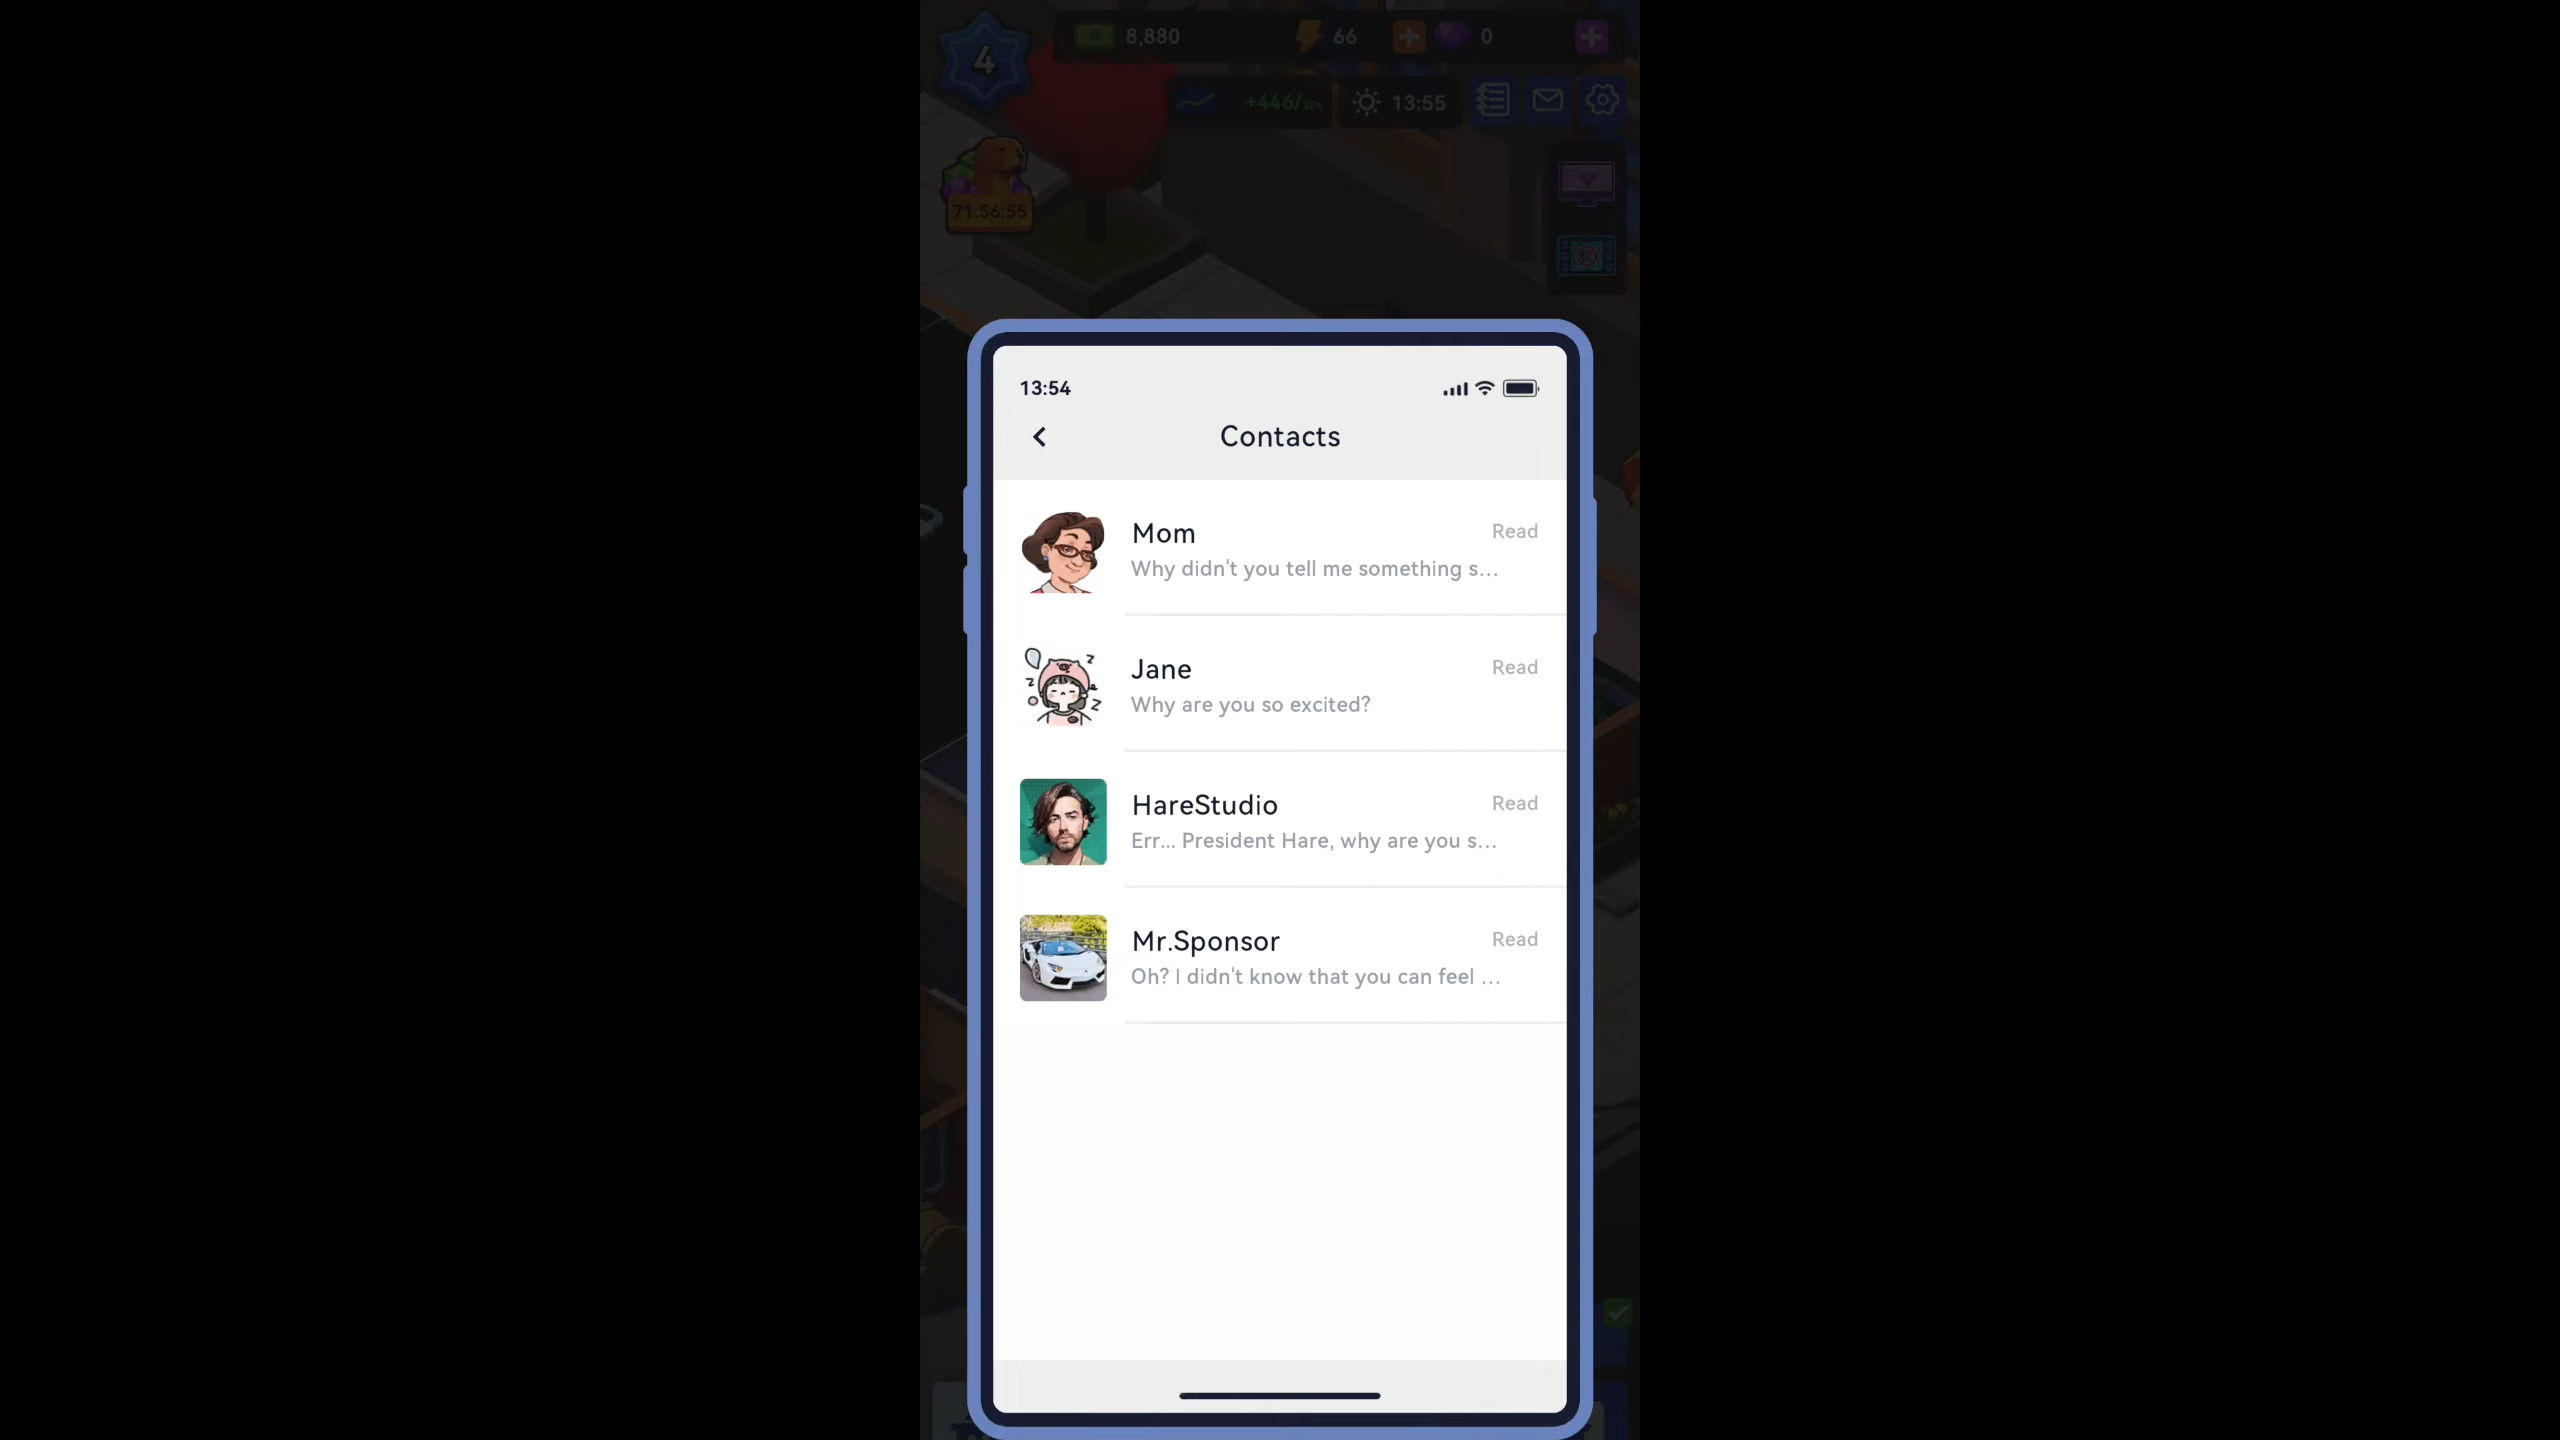 4
8,880
66
0
+446/30s
13:55
71:56:55
13:54
Contacts
Mom
Read
Why didn't you tell me something s...
Jane
Read
Why are you so excited?
HareStudio
Read
Err... President Hare, why are you s...
Mr.Sponsor
Read
Oh? I didn't know that you can feel ...